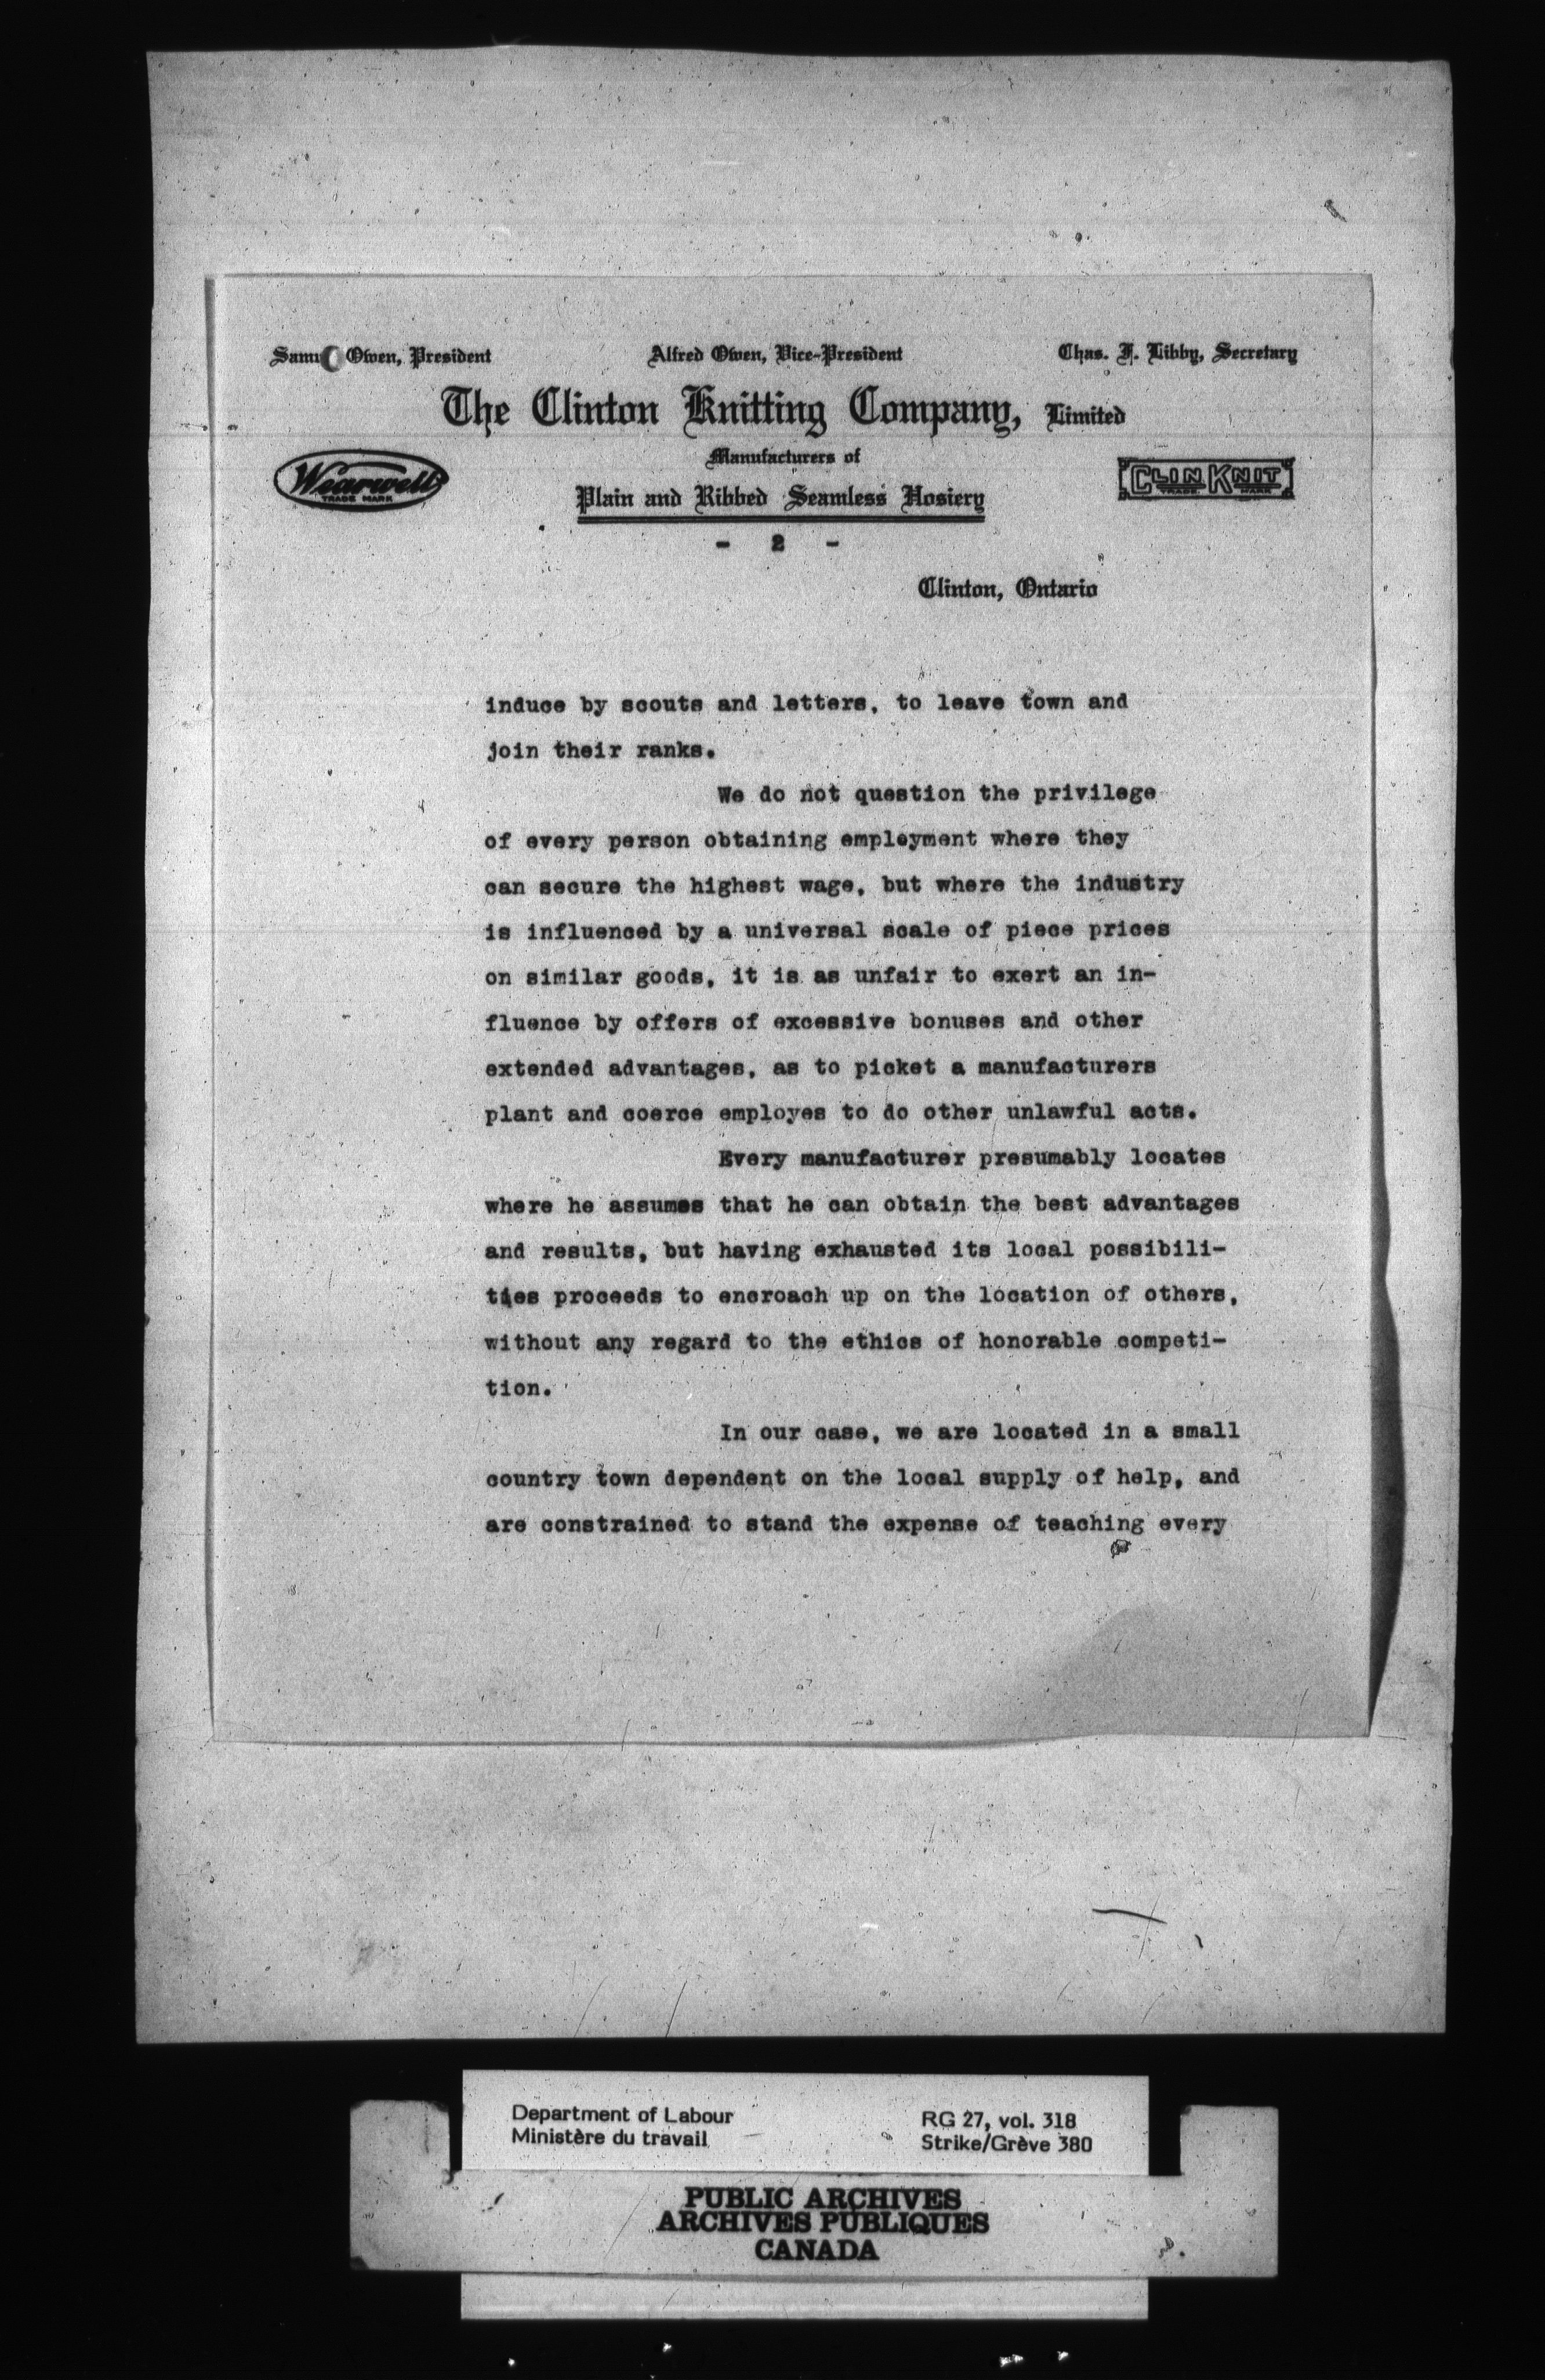 Samu Owen, President Alfred Owen, Vice-President Chas. F. Libby, Secretary
The Clinton Knitting Company, Limited
Manufacturers of
Plain and Ribbed Seamless Hosiery
Wearwell
TRADE MARK
CLINKNIT
TRADE MARK
- 2 -
Clinton, Ontario
induce by scouts and letters, to leave town and
join their ranks.
We do not question the privilege
of every person obtaining employment where they
can secure the highest wage, but where the industry
is influenced by a universal scale of piece prices
on similar goods, it is as unfair to exert an in-
fluence by offers of excessive bonuses and other
extended advantages, as to picket a manufacturers
plant and coerce employes to do other unlawful acts.
Every manufacturer presumably locates
where he assumes that he can obtain the best advantages
and results, but having exhausted its local possibili-
ties proceeds to encroach up on the location of others,
without any regard to the ethics of honorable competi-
tion.
In our case, we are located in a small
country town dependent on the local supply of help, and
are constrained to stand the expense of teaching every
Department of Labour
Ministère du travail
RG 27, vol. 318
Strike/Grève 380
PUBLIC ARCHIVES
ARCHIVES PUBLIQUES
CANADA